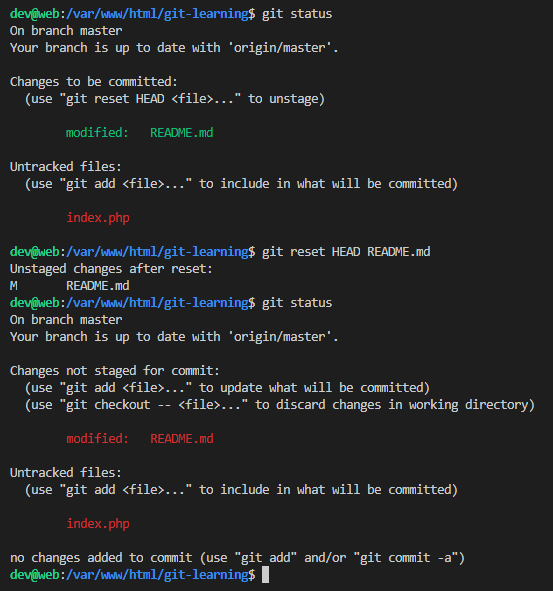 dev@web:/var/www/html/git-learning$ git status
On branch master
Your branch is up to date with 'origin/master'.
Changes to be committed:
(use "git reset HEAD <file>..." to unstage)
modified: README.md
Untracked files:
(use "git add <file>..." to include in what will be committed)
index.php
dev@web:/var/www/html/git-learning$ git reset HEAD README.md
Unstaged changes after reset:
M README.md
dev@web:/var/www/html/git-learning$ git status
On branch master
Your branch is up to date with 'origin/master'.
Changes not staged for commit:
(use "git add <file>..." to update what will be committed)
(use "git checkout -- <file>..." to discard changes in working directory)
modified: README.md
Untracked files:
(use "git add <file>..." to include in what will be committed)
index.php
no changes added to commit (use "git add" and/or "git commit -a")
dev@web:/var/www/html/git-learning$